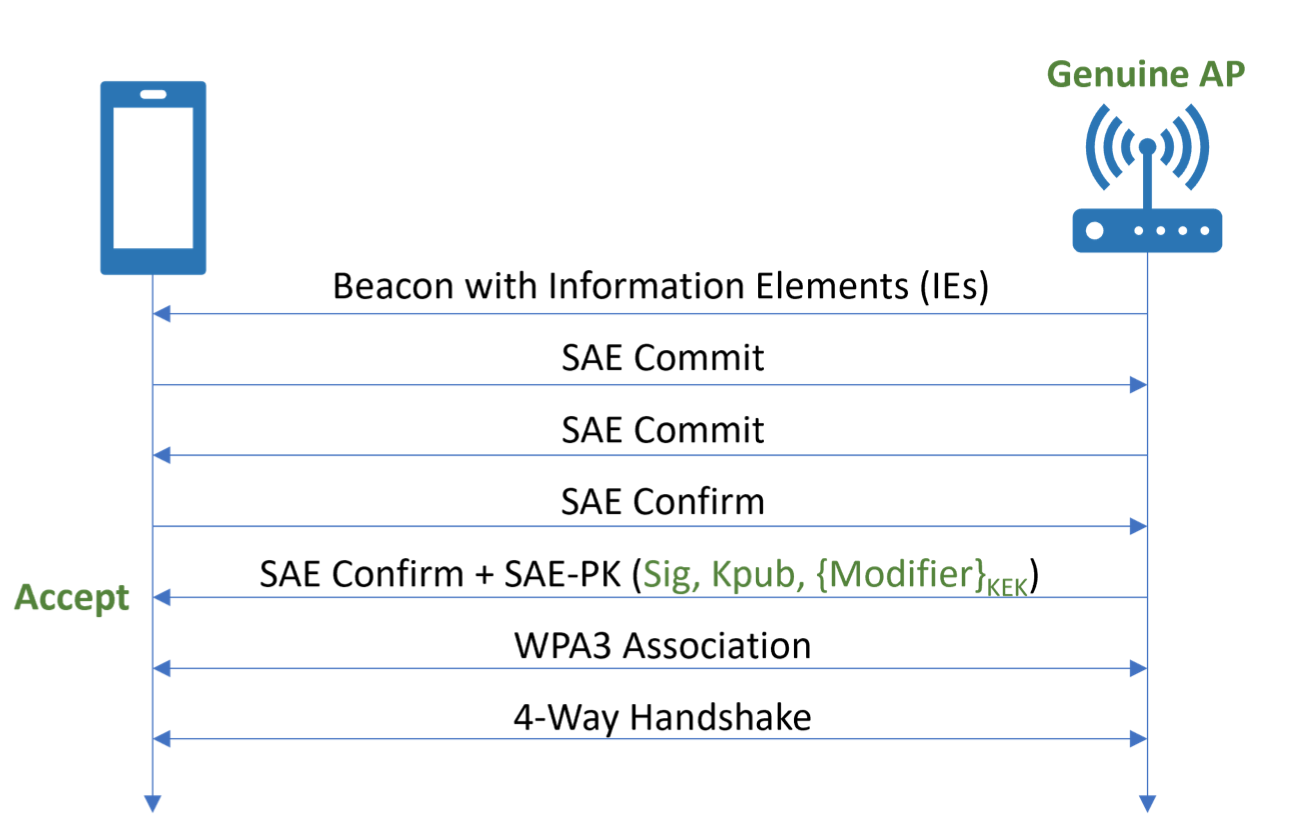 Genuine AP
Beacon with Information Elements (IEs)
SAE Commit
SAE Commit
SAE Confirm
SAE Confirm + SAE-PK (Sig, Kpub, {Modifier}KEK)
Accept
WPA3 Association
4-Way Handshake